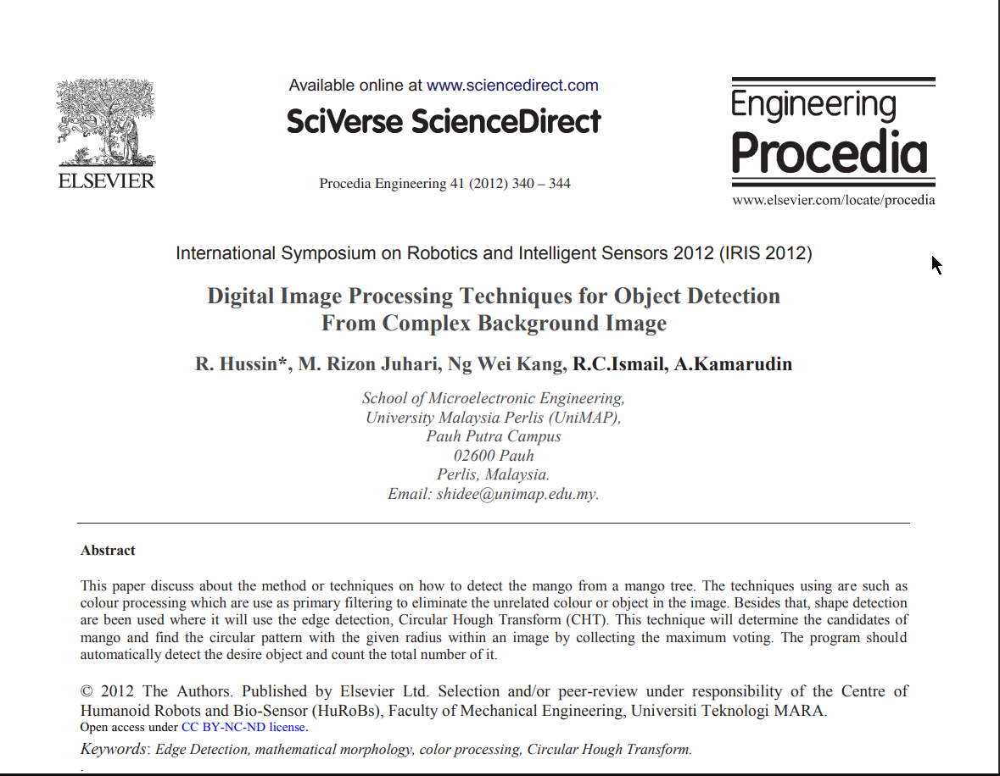 Available online at www.sciencedirect.com
SciVerse ScienceDirect
Procedia Engineering 41 (2012) 340 – 344
ELSEVIER
Engineering
Procedia
www.elsevier.com/locate/procedia
International Symposium on Robotics and Intelligent Sensors 2012 (IRIS 2012)
Digital Image Processing Techniques for Object Detection
From Complex Background Image
R. Hussin*, M. Rizon Juhari, Ng Wei Kang, R.C.Ismail, A.Kamarudin
School of Microelectronic Engineering,
University Malaysia Perlis (UniMAP),
Pauh Putra Campus
02600 Pauh
Perlis, Malaysia.
Email: shidee@unimap.edu.my.
Abstract
This paper discuss about the method or techniques on how to detect the mango from a mango tree. The techniques using are such as
colour processing which are use as primary filtering to eliminate the unrelated colour or object in the image. Besides that, shape detection
are been used where it will use the edge detection, Circular Hough Transform (CHT). This technique will determine the candidates of
mango and find the circular pattern with the given radius within an image by collecting the maximum voting. The program should
automatically detect the desire object and count the total number of it.
© 2012 The Authors. Published by Elsevier Ltd. Selection and/or peer-review under responsibility of the Centre of
Humanoid Robots and Bio-Sensor (HuRoBs), Faculty of Mechanical Engineering, Universiti Teknologi MARA.
Open access under CC BY-NC-ND license.
Keywords: Edge Detection, mathematical morphology, color processing, Circular Hough Transform.
.